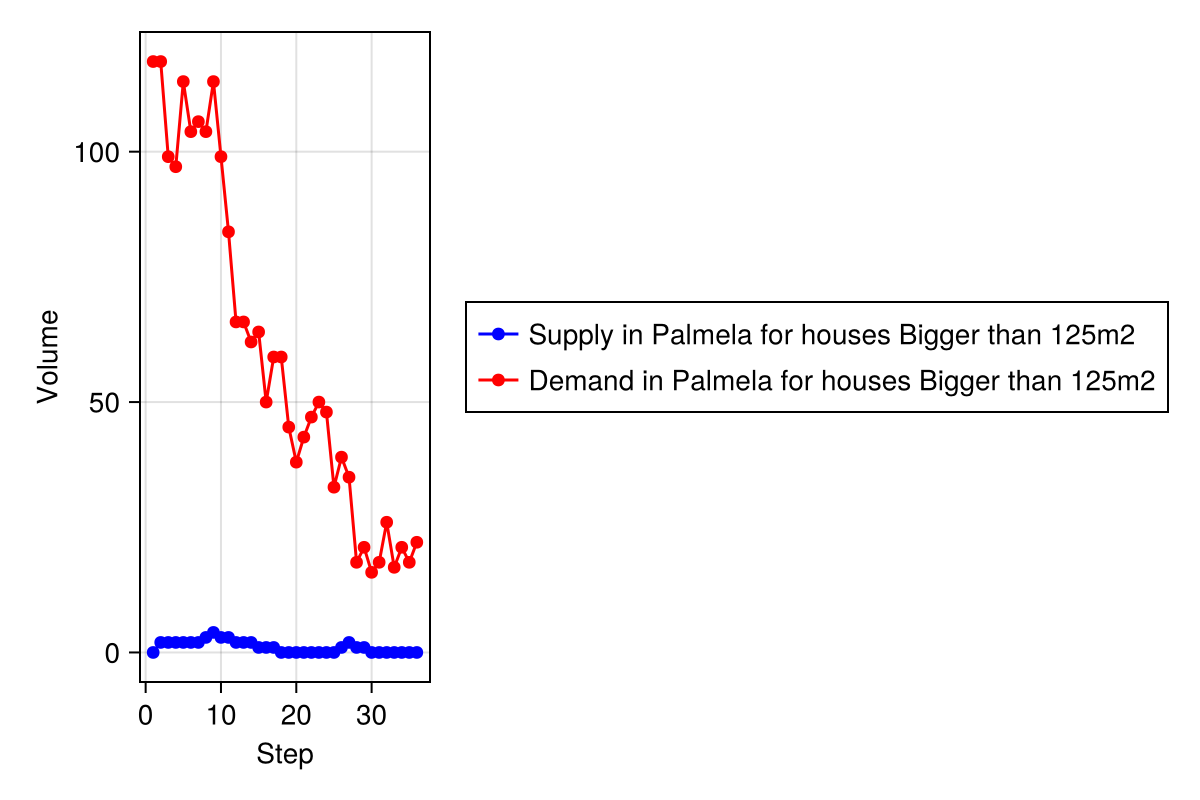 Volume
100
50
0
0 10 20 30
Step
Supply in Palmela for houses Bigger than 125m2
Demand in Palmela for houses Bigger than 125m2